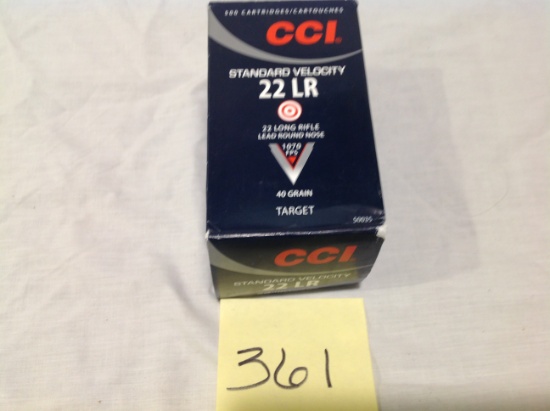 500 CARTRIDGES/CARTOUCHES
CCI
STANDARD VELOCITY
22 LR
22 LONG RIFLE
LEAD ROUND NOSE
1070
FPS
40 GRAIN
TARGET
50035
CCI
STANDARD VELOCITY
22 LR
361